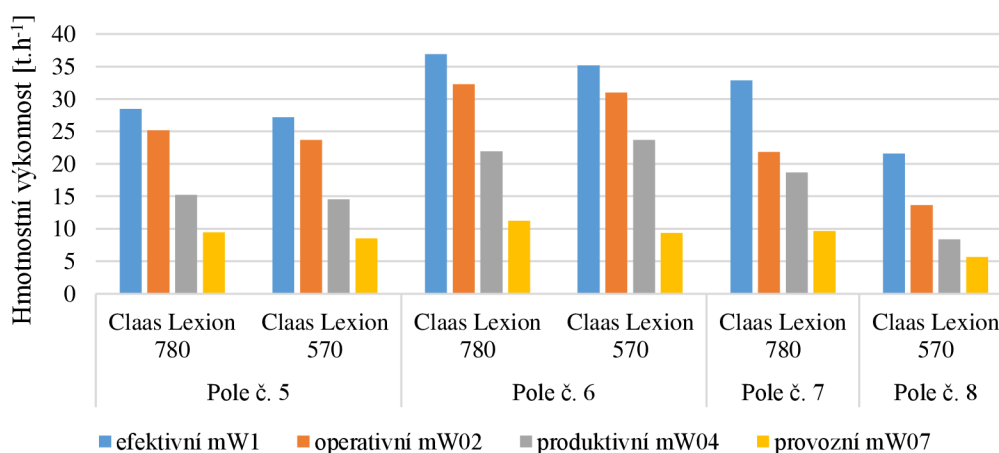 Hmotnostní výkonnost [t.h-1]
40
35
30
25
20
15
10
5
0
Claas Lexion 780
Claas Lexion 570
Claas Lexion 780
Claas Lexion 570
Claas Lexion 780
Claas Lexion 570
Pole č. 5
Pole č. 6
Pole č. 7
Pole č. 8
efektivní mW1
operativní mW02
produktivní mW04
provozní mW07